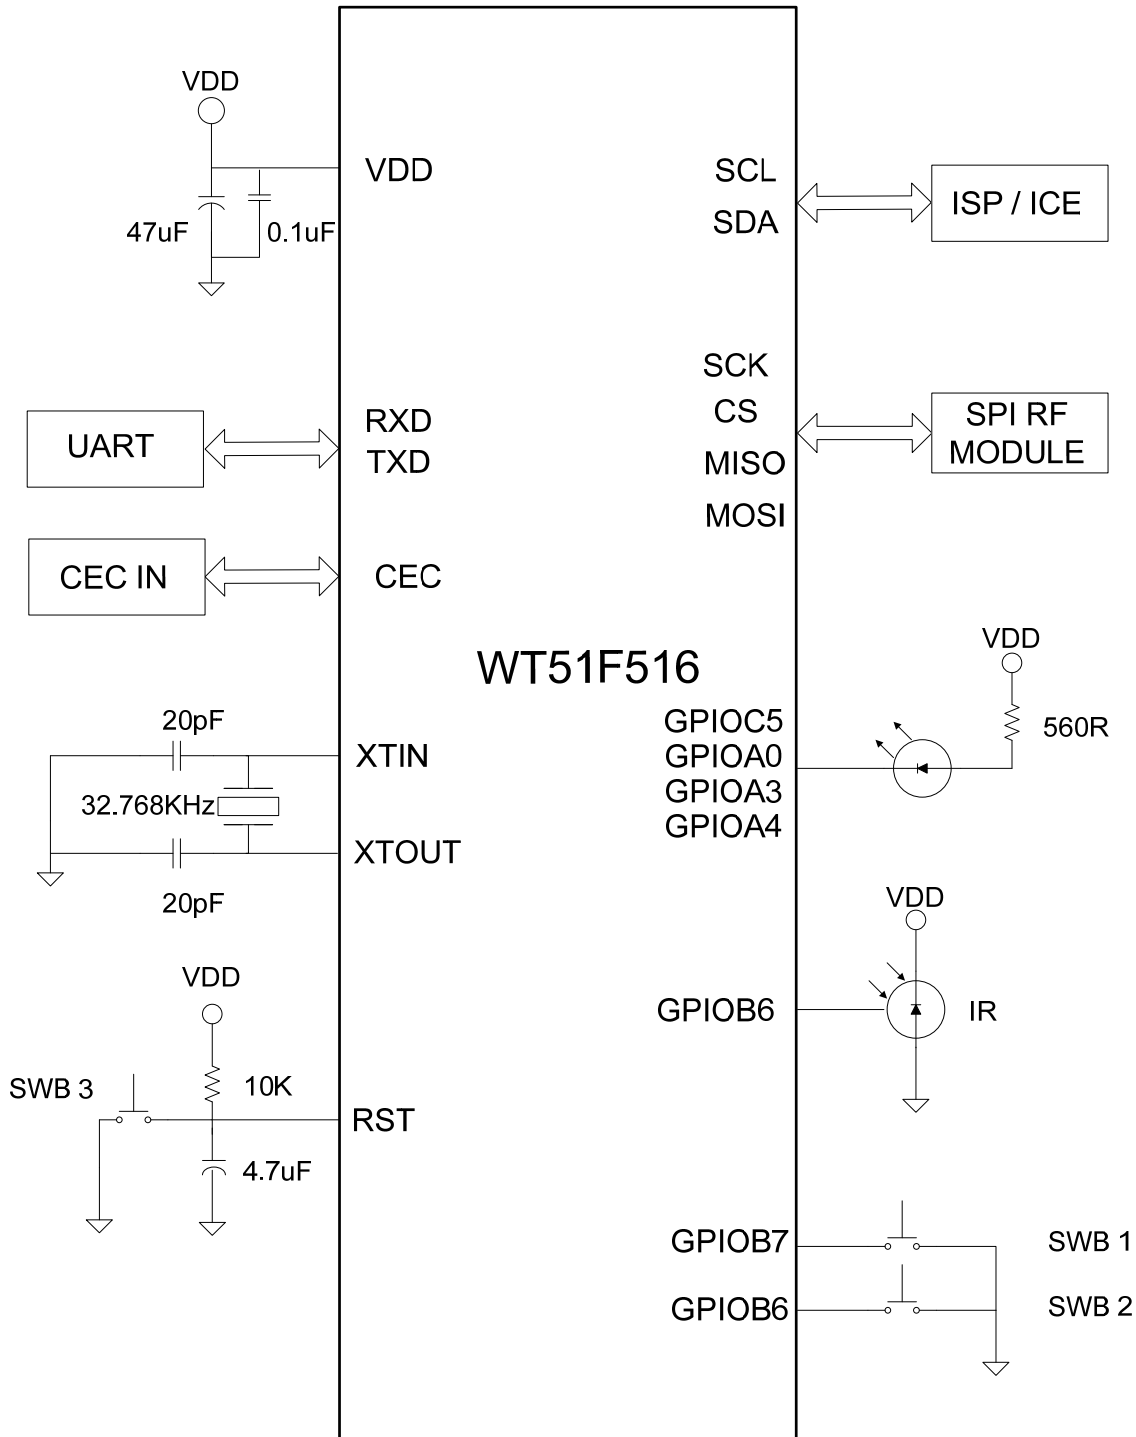 VDD
VDD
47uF
0.1uF
SCL
SDA
ISP / ICE
SCK
CS
MISO
MOSI
SPI RF
MODULE
UART
RXD
TXD
CEC IN
CEC
WT51F516
20pF
XTIN
32.768KHz
XTOUT
20pF
GPIOC5
GPIOA0
GPIOA3
GPIOA4
VDD
560R
VDD
GPIOB6
IR
VDD
SWB 3
10K
RST
4.7uF
GPIOB7
SWB 1
GPIOB6
SWB 2